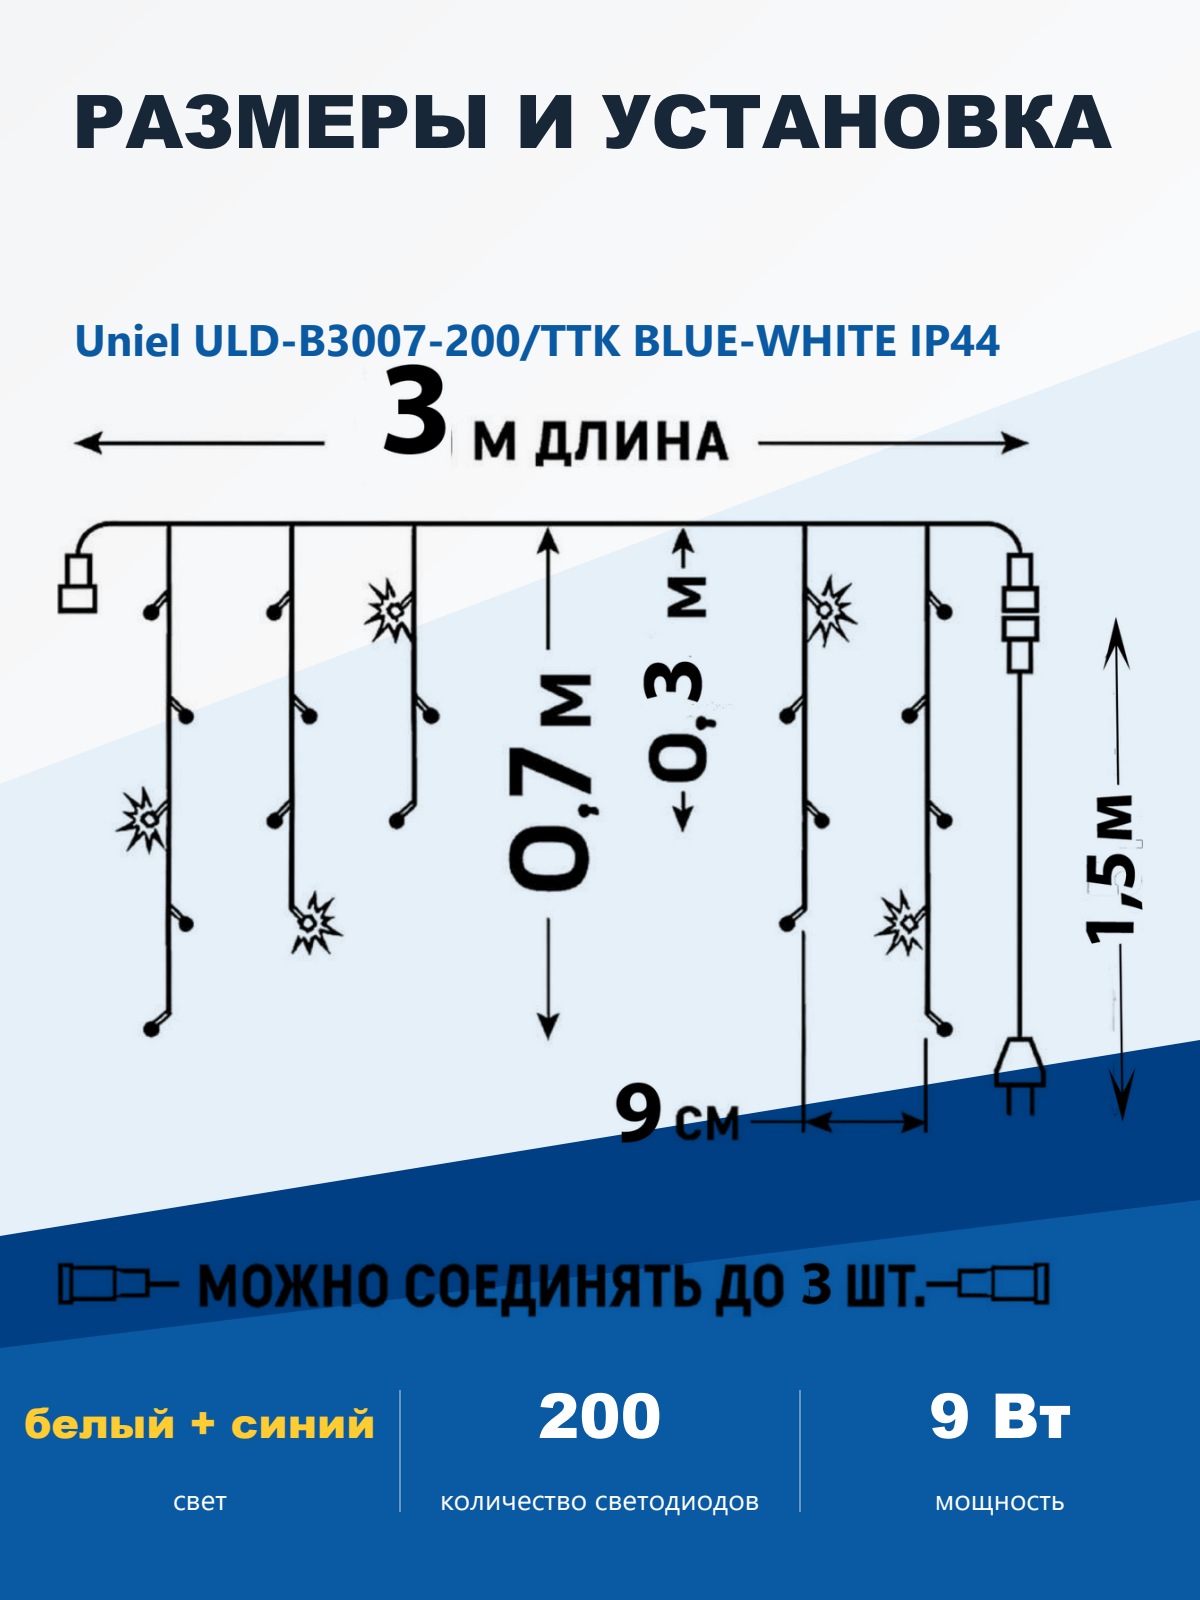 РАЗМЕРЫ И УСТАНОВКА
Uniel ULD-B3007-200/TTK BLUE-WHITE IP44
3 М ДЛИНА
0,7 М
0,3 м
1,5м
9 СМ
МОЖНО СОЕДИНЯТЬ ДО 3 ШТ.
белый + синий
свет
200
количество светодиодов
9 Вт
мощность